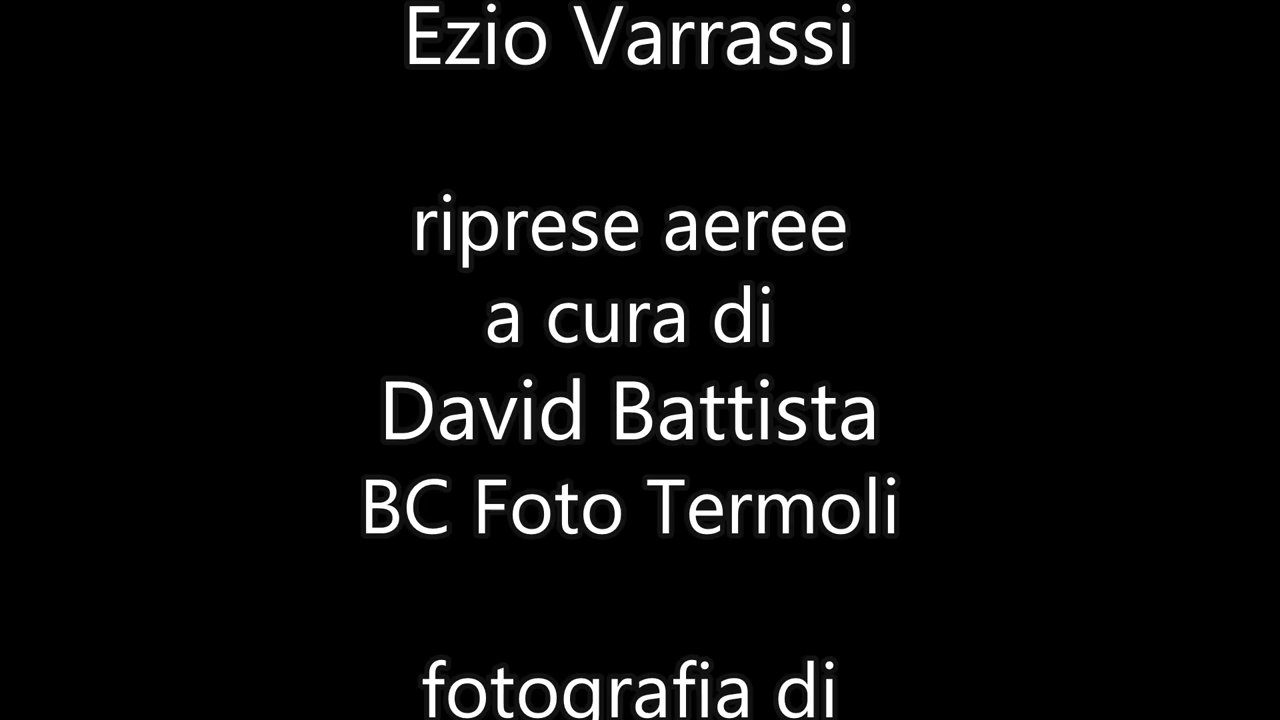 Ezio Varrassi
riprese aeree
a cura di
David Battista
BC Foto Termoli
fotografia di